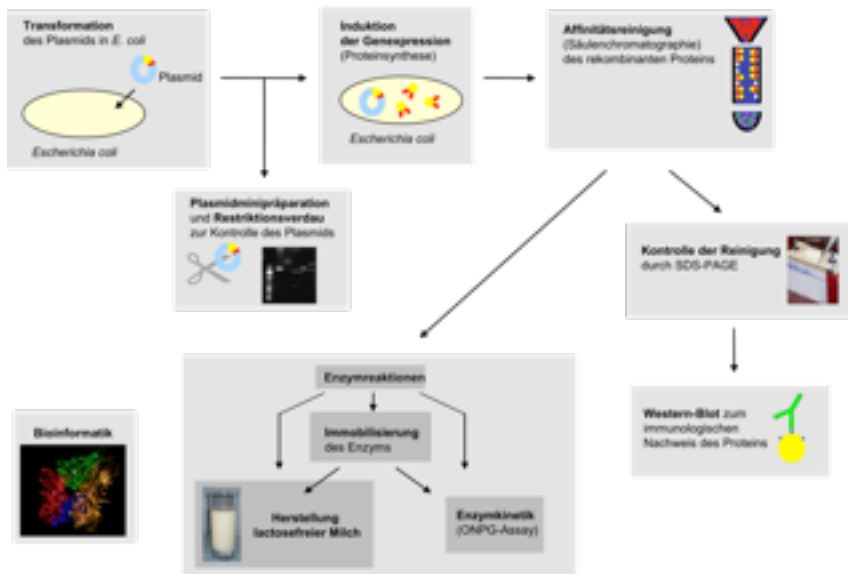 Transformation
des Plasmids in E. coli
Plasmid
Escherichia coli
Induktion
der Genexpression
(Proteinsynthese)
Escherichia coli
Affinitätsreinigung
(Säulenchromatographie)
des rekombinanten Proteins
Plasmidminipräparation
und Restriktionsverdau
zur Kontrolle des Plasmids
Kontrolle der Reinigung
durch SDS-PAGE
Enzymreaktionen
Immobilisierung
des Enzyms
Herstellung
lactosefreier Milch
Enzymkinetik
(ONPG-Assay)
Western-Blot zum
immunologischen
Nachweis des Proteins
Bioinformatik